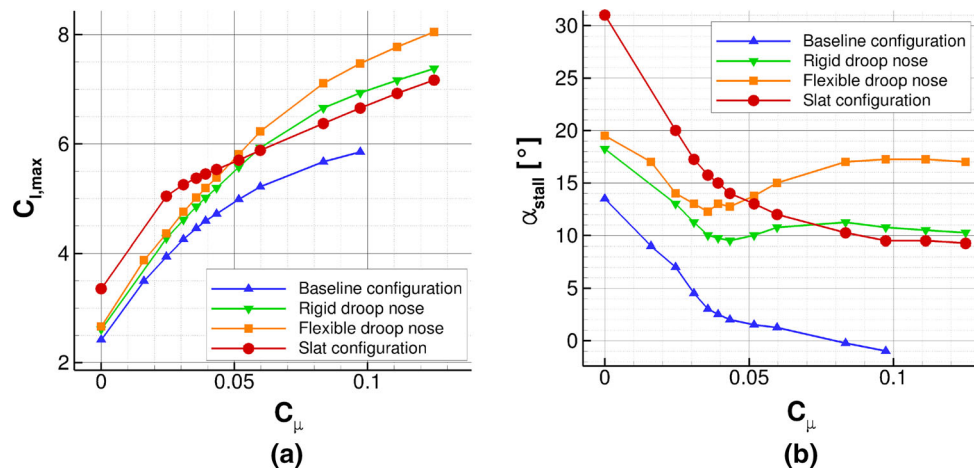 8
6
4
2
C_l,max
0
0.05
0.1
C_μ
Baseline configuration
Rigid droop nose
Flexible droop nose
Slat configuration
(a)
35
30
25
20
15
10
5
0
α_stall [°]
0
0.05
0.1
C_μ
Baseline configuration
Rigid droop nose
Flexible droop nose
Slat configuration
(b)